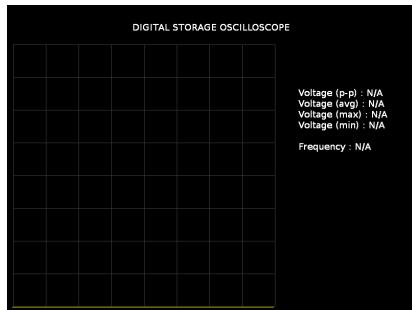 DIGITAL STORAGE OSCILLOSCOPE
Voltage (p-p) : N/A
Voltage (avg) : N/A
Voltage (max) : N/A
Voltage (min) : N/A
Frequency : N/A